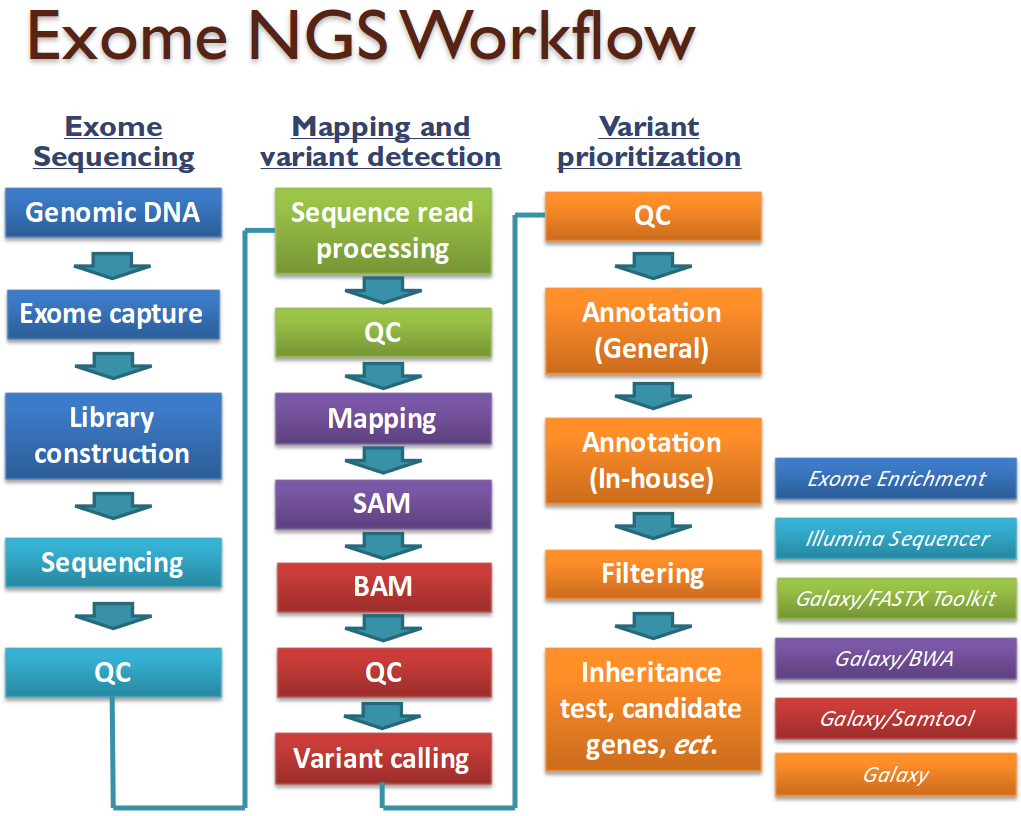 Exome NGS Workflow
Exome
Sequencing
Genomic DNA
Exome capture
Library
construction
Sequencing
QC
Mapping and
variant detection
Sequence read
processing
QC
Mapping
SAM
BAM
QC
Variant calling
Variant
prioritization
QC
Annotation
(General)
Annotation
(In-house)
Filtering
Inheritance
test, candidate
genes, ect.
Exome Enrichment
Illumina Sequencer
Galaxy/FASTX Toolkit
Galaxy/BWA
Galaxy/Samtool
Galaxy